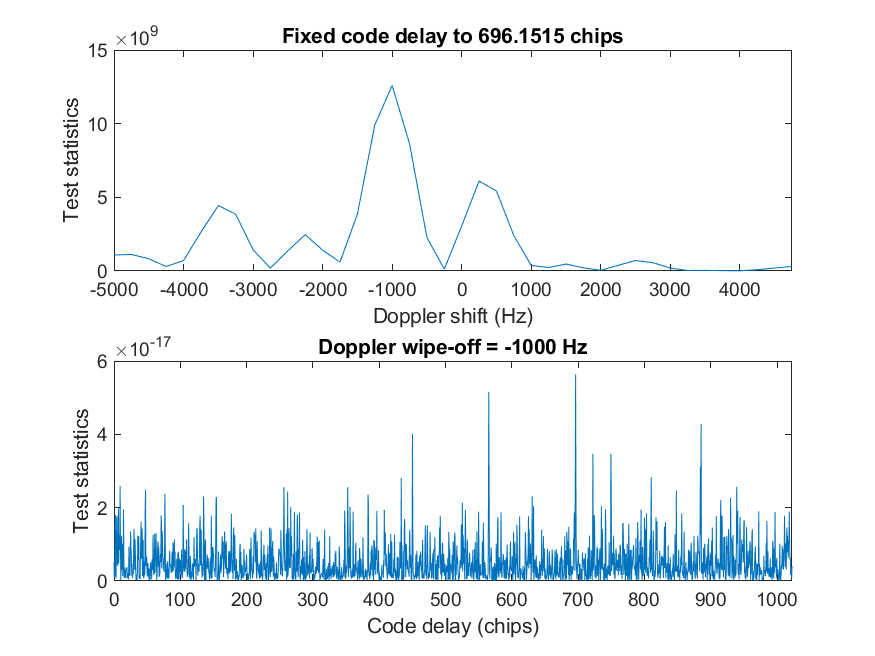 ×10^9
Fixed code delay to 696.1515 chips
15
10
5
0
Test statistics
-5000 -4000 -3000 -2000 -1000 0 1000 2000 3000 4000
Doppler shift (Hz)
×10^-17
Doppler wipe-off = -1000 Hz
6
4
2
0
Test statistics
0 100 200 300 400 500 600 700 800 900 1000
Code delay (chips)